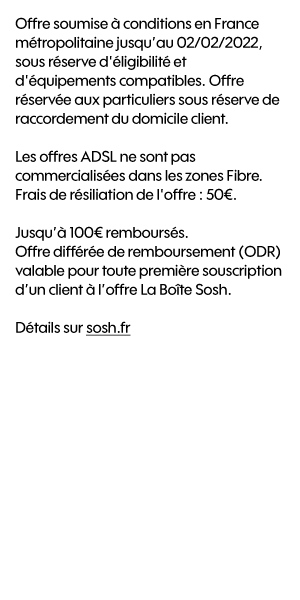 Offre soumise à conditions en France
métropolitaine jusqu'au 02/02/2022,
sous réserve d'éligibilité et
d'équipements compatibles. Offre
réservée aux particuliers sous réserve de
raccordement du domicile client.
Les offres ADSL ne sont pas
commercialisées dans les zones Fibre.
Frais de résiliation de l'offre : 50€.
Jusqu'à 100€ remboursés.
Offre différée de remboursement (ODR)
valable pour toute première souscription
d'un client à l'offre La Boîte Sosh.
Détails sur sosh.fr